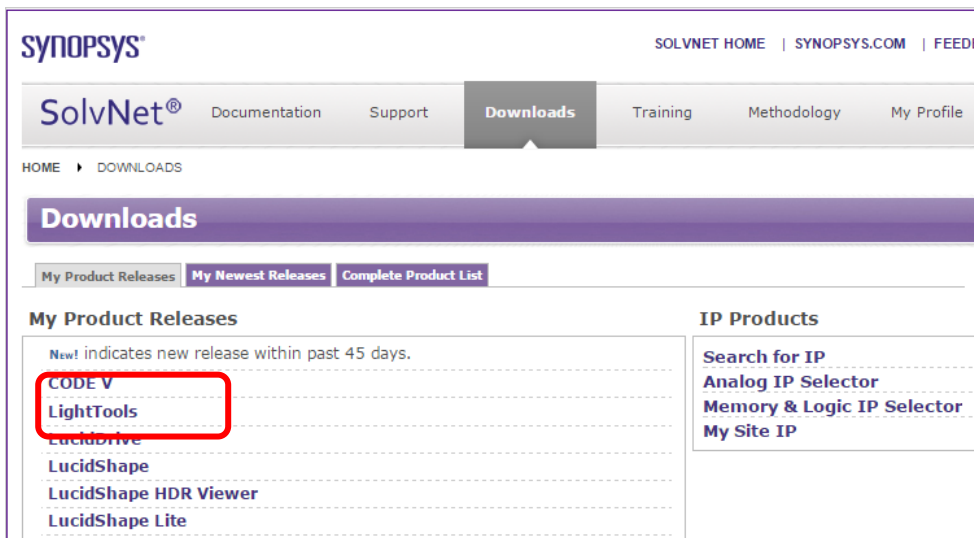 SYNOPSYS®
SOLVNET HOME | SYNOPSYS.COM | FEED
SolvNet® Documentation Support Downloads Training Methodology My Profile
HOME DOWNLOADS
Downloads
My Product Releases My Newest Releases Complete Product List
My Product Releases
New! indicates new release within past 45 days.
CODE V
LightTools
LucidDrive
LucidShape
LucidShape HDR Viewer
LucidShape Lite
IP Products
Search for IP
Analog IP Selector
Memory & Logic IP Selector
My Site IP